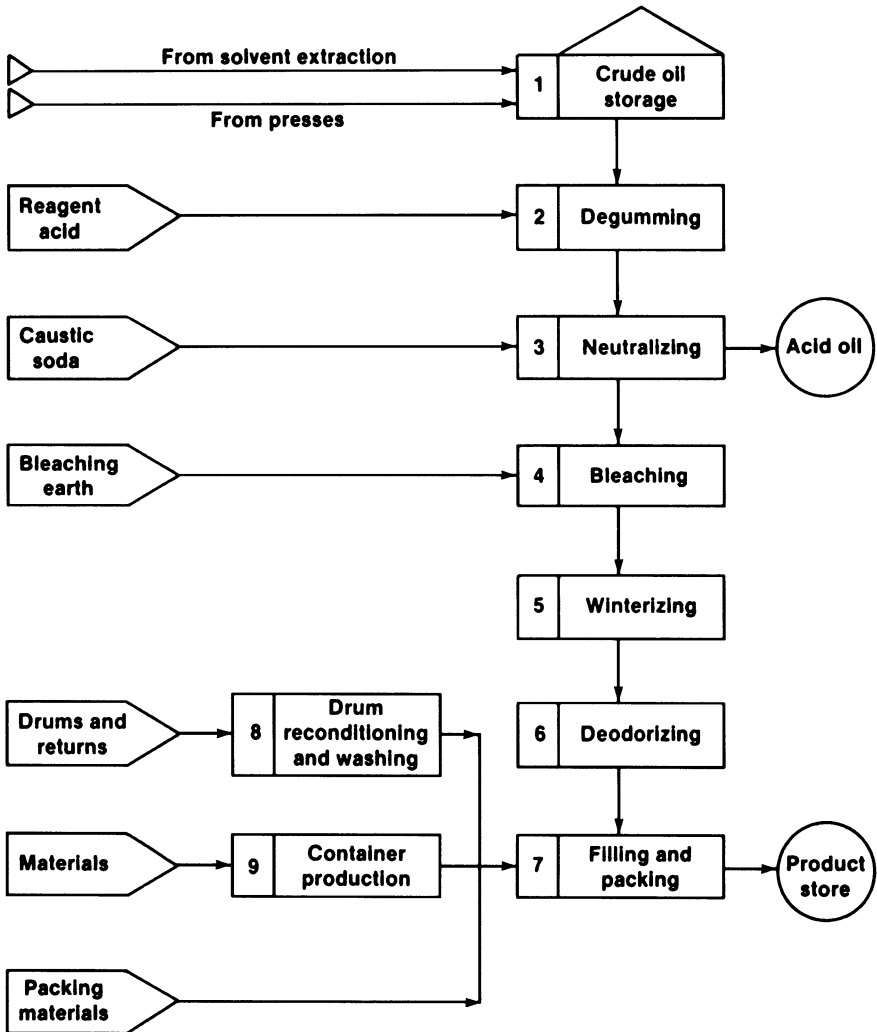 From solvent extraction
From presses
1
Crude oil
storage
Reagent
acid
2
Degumming
Caustic
soda
3
Neutralizing
Acid oil
Bleaching
earth
4
Bleaching
5
Winterizing
Drums and
returns
8
Drum
reconditioning
and washing
6
Deodorizing
Materials
9
Container
production
7
Filling and
packing
Product
store
Packing
materials